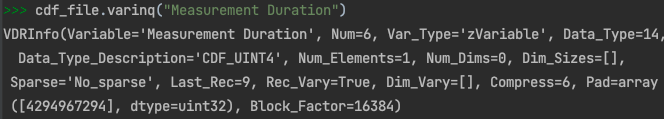 >>> cdf_file.varinq("Measurement Duration")
VDRInfo(Variable='Measurement Duration', Num=6, Var_Type='zVariable', Data_Type=14,
Data_Type_Description='CDF_UINT4', Num_Elements=1, Num_Dims=0, Dim_Sizes=[],
Sparse='No_sparse', Last_Rec=9, Rec_Vary=True, Dim_Vary=[], Compress=6, Pad=array
([4294967294], dtype=uint32), Block_Factor=16384)